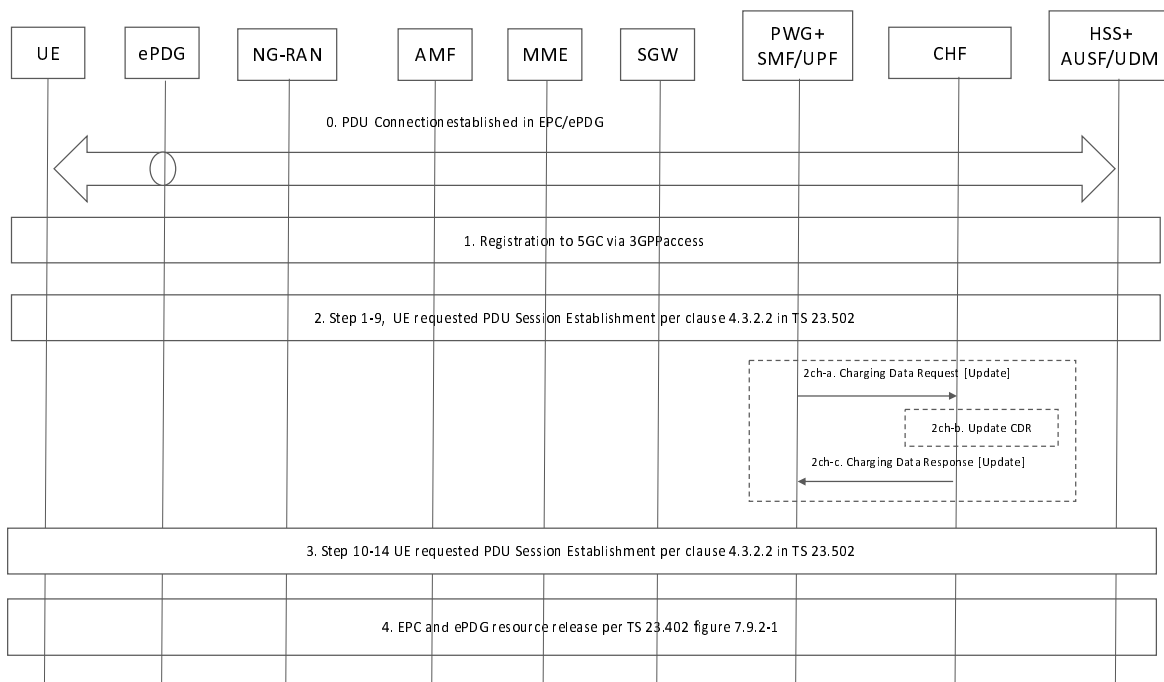 UE
ePDG
NG-RAN
AMF
MME
SGW
PWG+
SMF/UPF
CHF
HSS+
AUSF/UDM
0. PDU Connectionestablished in EPC/ePDG
1. Registration to 5GC via 3GPPaccess
2. Step 1-9,  UE requested PDU Session Establishment per clause 4.3.2.2 in TS 23.502
2ch-a. Charging Data Request [Update]
2ch-b. Update CDR
2ch-c. Charging Data Response [Update]
3. Step 10-14 UE requested PDU Session Establishment per clause 4.3.2.2 in TS 23.502
4. EPC and ePDG resource release per TS 23.402 figure 7.9.2-1